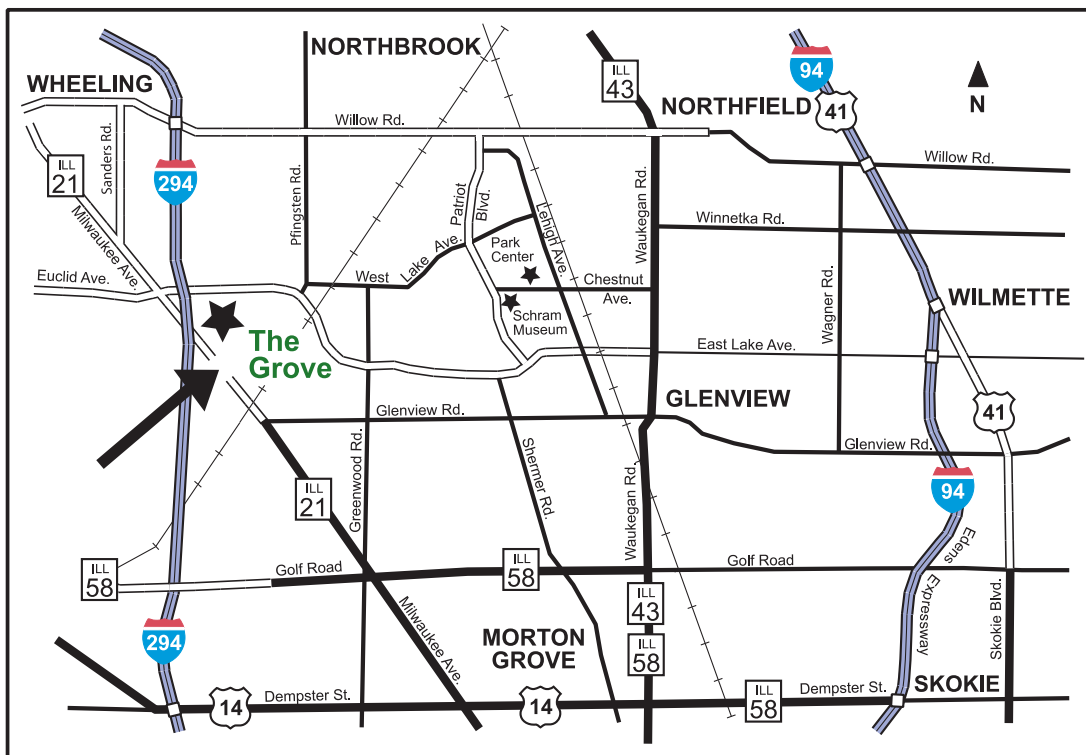 NORTHBROOK
WHEELING
ILL
43
94
41
N
NORTHFIELD
Willow Rd.
Willow Rd.
Sanders Rd.
ILL
21
294
Pfingsten Rd.
Patriot
Blvd.
Lehigh Ave.
Waukegan Rd.
Winnetka Rd.
Milwaukee Ave.
Euclid Ave.
West
Lake Ave.
Park
Center
Chestnut
Ave.
Schram
Museum
Wagner Rd.
WILMETTE
The
Grove
East Lake Ave.
GLENVIEW
41
Glenview Rd.
Glenview Rd.
Greenwood Rd.
Shermer Rd.
Waukegan Rd.
ILL
21
94
Edens
Expressway
ILL
58
Golf Road
ILL
58
Golf Road
ILL
43
Milwaukee Ave.
294
MORTON
GROVE
ILL
58
Skokie Blvd.
SKOKIE
14
Dempster St.
14
ILL
58
Dempster St.